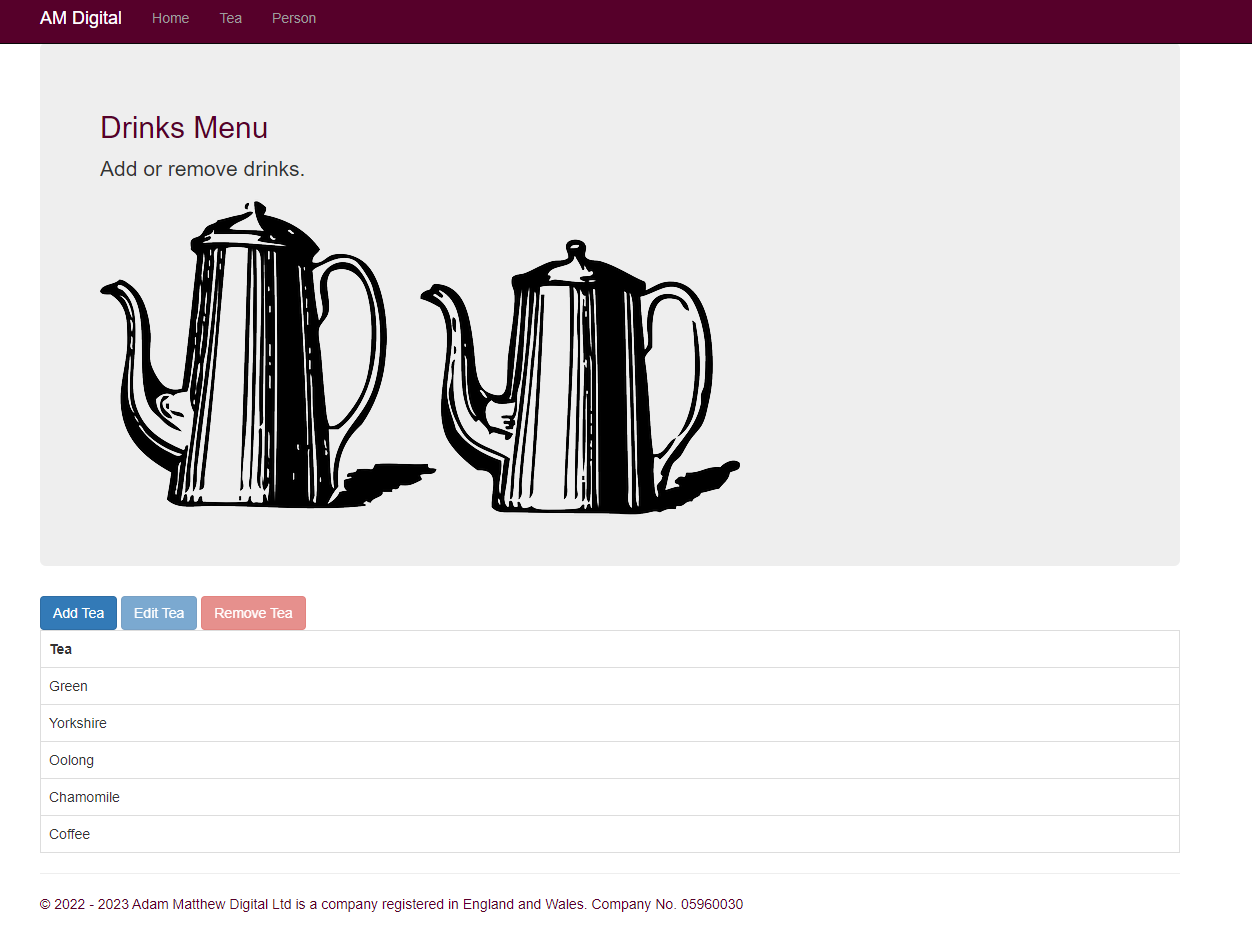 AM Digital Home Tea Person
Drinks Menu
Add or remove drinks.
Add Tea Edit Tea Remove Tea
Tea
Green
Yorkshire
Oolong
Chamomile
Coffee
© 2022 - 2023 Adam Matthew Digital Ltd is a company registered in England and Wales. Company No. 05960030